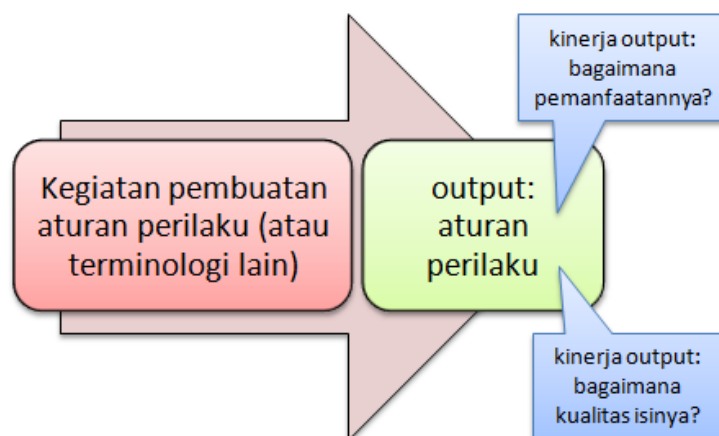 kinerja output:
bagaimana
pemanfaatannya?
Kegiatan pembuatan
aturan perilaku (atau
terminologi lain)
output:
aturan
perilaku
kinerja output:
bagaimana
kualitas isinya?